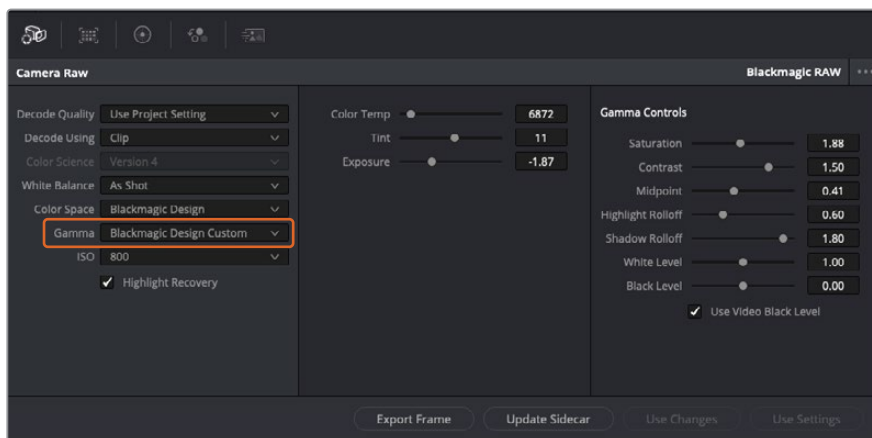 Camera Raw
Blackmagic RAW
Decode Quality Use Project Setting
Decode Using Clip
Color Science Version 4
White Balance As Shot
Color Space Blackmagic Design
Gamma Blackmagic Design Custom
ISO 800
Highlight Recovery
Color Temp 6872
Tint 11
Exposure -1.87
Gamma Controls
Saturation 1.88
Contrast 1.50
Midpoint 0.41
Highlight Rolloff 0.60
Shadow Rolloff 1.80
White Level 1.00
Black Level 0.00
Use Video Black Level
Export Frame
Update Sidecar
Use Changes
Use Settings